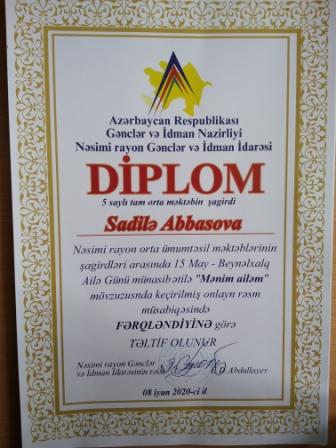 Azərbaycan Respublikası
Gənclər və İdman Nazirliyi
Nəsimi rayon Gənclər və İdman İdarəsi
DİPLOM
5 saylı tam orta məktəbin şagirdi
Sadilə Abbasova
Nəsimi rayon orta ümumtəsil məktəblərinin
şagirdləri arasında 15 May - Beynəlxalq
Ailə Günü münasibətilə "Mənim ailəm"
mövzuzusnda keçirilmiş onlayn rəsm
müsabiqəsində
FƏRQLƏNDİYİNƏ görə
TƏLTİF OLUNUR
Nəsimi rayon Gənclər
və İdman İdarəsinin Abdullayev
08 iyun 2020-ci il